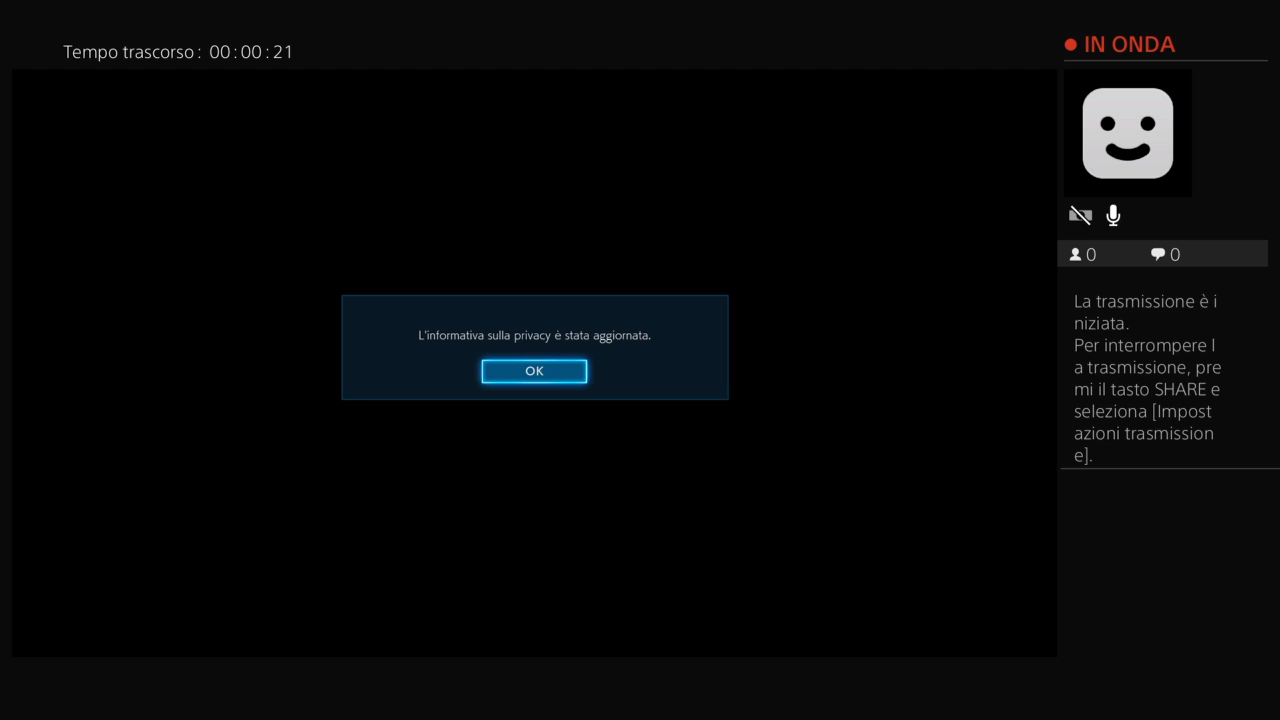 Tempo trascorso : 00 : 00 : 21
IN ONDA
0 0
La trasmissione è i
niziata.
Per interrompere l
a trasmissione, pre
mi il tasto SHARE e
seleziona [Impost
azioni trasmission
e].
L'informativa sulla privacy è stata aggiornata.
OK